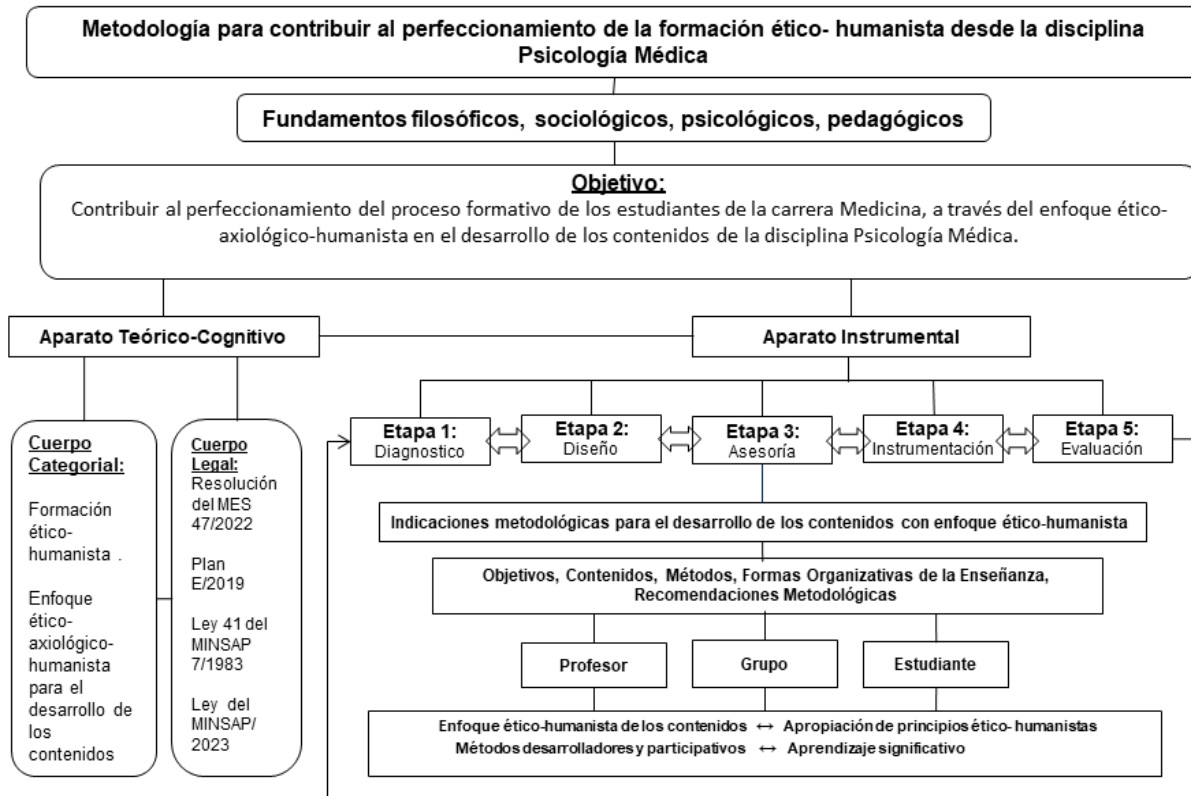 Metodología para contribuir al perfeccionamiento de la formación ético- humanista desde la disciplina
Psicología Médica
Fundamentos filosóficos, sociológicos, psicológicos, pedagógicos
Objetivo:
Contribuir al perfeccionamiento del proceso formativo de los estudiantes de la carrera Medicina, a través del enfoque ético-
axiológico-humanista en el desarrollo de los contenidos de la disciplina Psicología Médica.
Aparato Teórico-Cognitivo
Aparato Instrumental
Cuerpo
Categorial:
Formación
ético-
humanista .
Enfoque
ético-
axiológico-
humanista
para el
desarrollo de
los
contenidos
Cuerpo
Legal:
Resolución
del MES
47/2022
Plan
E/2019
Ley 41 del
MINSAP
7/1983
Ley del
MINSAP/
2023
Etapa 1:
Diagnostico
Etapa 2:
Diseño
Etapa 3:
Asesoría
Etapa 4:
Instrumentación
Etapa 5:
Evaluación
Indicaciones metodológicas para el desarrollo de los contenidos con enfoque ético-humanista
Objetivos, Contenidos, Métodos, Formas Organizativas de la Enseñanza,
Recomendaciones Metodológicas
Profesor
Grupo
Estudiante
Enfoque ético-humanista de los contenidos ↔ Apropiación de principios ético- humanistas
Métodos desarrolladores y participativos ↔ Aprendizaje significativo